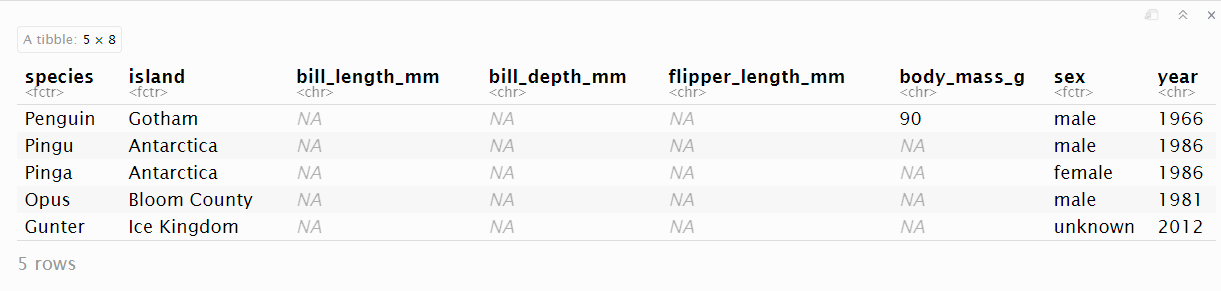 A tibble: 5 × 8
species island bill_length_mm bill_depth_mm flipper_length_mm body_mass_g sex year
<fctr> <fctr> <chr> <chr> <chr> <chr> <fctr> <chr>
Penguin Gotham NA NA NA 90 male 1966
Pingu Antarctica NA NA NA NA male 1986
Pinga Antarctica NA NA NA NA female 1986
Opus Bloom County NA NA NA NA male 1981
Gunter Ice Kingdom NA NA NA NA unknown 2012
5 rows